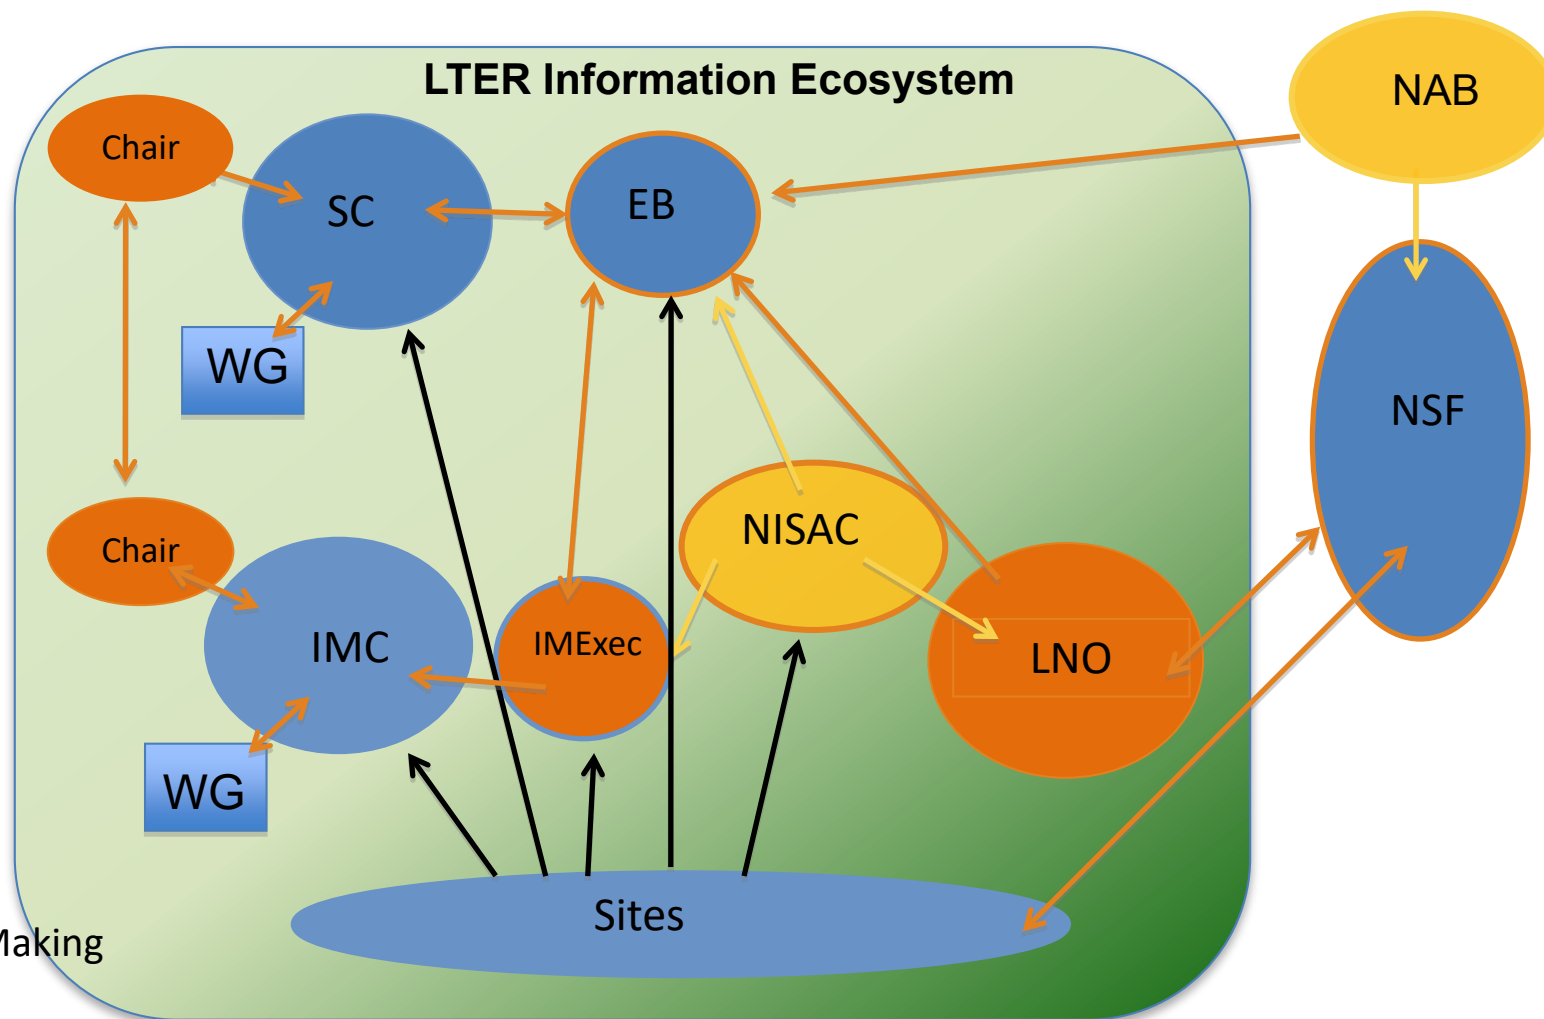 LTER Information Ecosystem
NAB
Chair
SC
EB
WG
NSF
NISAC
Chair
IMC
IMExec
LNO
WG
Sites
Making